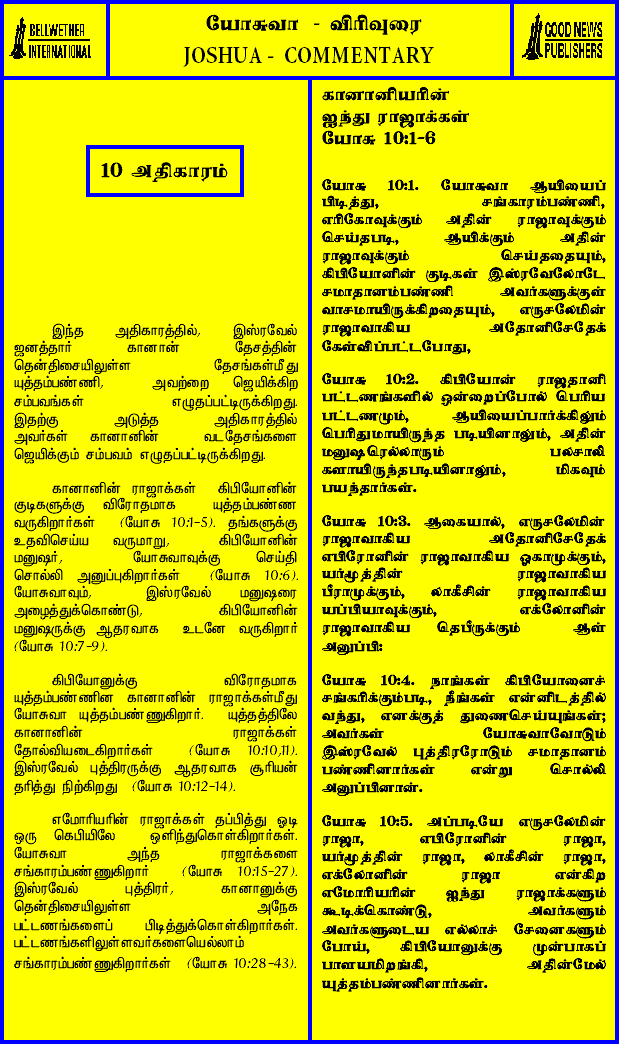 BELLWETHER
INTERNATIONAL
யோசுவா - விரிவுரை
JOSHUA - COMMENTARY
GOOD NEWS
PUBLISHERS
10 அதிகாரம்
இந்த அதிகாரத்தில், இஸ்ரவேல்
ஜனத்தார் கானான் தேசத்தின்
தென்திசையிலுள்ள தேசங்கள்மீது
யுத்தம்பண்ணி, அவற்றை ஜெயிக்கிற
சம்பவங்கள் எழுதப்பட்டிருக்கிறது.
இதற்கு அடுத்த அதிகாரத்தில்
அவர்கள் கானானின் வடதேசங்களை
ஜெயிக்கும் சம்பவம் எழுதப்பட்டிருக்கிறது.
கானானின் ராஜாக்கள் கிபியோனின்
குடிகளுக்கு விரோதமாக யுத்தம்பண்ண
வருகிறார்கள் (யோசு 10:1-5). தங்களுக்கு
உதவிசெய்ய வருமாறு, கிபியோனின்
மனுஷர், யோசுவாவுக்கு செய்தி
சொல்லி அனுப்புகிறார்கள் (யோசு 10:6).
யோசுவாவும், இஸ்ரவேல் மனுஷரை
அழைத்துக்கொண்டு, கிபியோனின்
மனுஷருக்கு ஆதரவாக உடனே வருகிறார்
(யோசு 10:7-9).
கிபியோனுக்கு விரோதமாக
யுத்தம்பண்ணின கானானின் ராஜாக்கள்மீது
யோசுவா யுத்தம்பண்ணுகிறார். யுத்தத்திலே
கானானின் ராஜாக்கள்
தோல்வியடைகிறார்கள் (யோசு 10:10,11).
இஸ்ரவேல் புத்திரருக்கு ஆதரவாக சூரியன்
தரித்து நிற்கிறது (யோசு 10:12-14).
எமோரியரின் ராஜாக்கள் தப்பித்து ஓடி
ஒரு கெபியிலே ஒளிந்துகொள்கிறார்கள்.
யோசுவா அந்த ராஜாக்களை
சங்காரம்பண்ணுகிறார் (யோசு 10:15-27).
இஸ்ரவேல் புத்திரர், கானானுக்கு
தென்திசையிலுள்ள அநேக
பட்டணங்களைப் பிடித்துக்கொள்கிறார்கள்.
பட்டணங்களிலுள்ளவர்களையெல்லாம்
சங்காரம்பண்ணுகிறார்கள் (யோசு 10:28-43).
கானானியரின்
ஐந்து ராஜாக்கள்
யோசு 10:1-6
யோசு 10:1. யோசுவா ஆயியைப்
பிடித்து, சங்காரம்பண்ணி,
எரிகோவுக்கும் அதின் ராஜாவுக்கும்
செய்தபடி, ஆயிக்கும் அதின்
ராஜாவுக்கும் செய்ததையும்,
கிபியோனின் குடிகள் இஸ்ரவேலோடே
சமாதானம்பண்ணி அவர்களுக்குள்
வாசமாயிருக்கிறதையும், எருசலேமின்
ராஜாவாகிய அதோனிசேதேக்
கேள்விப்பட்டபோது,
யோசு 10:2. கிபியோன் ராஜதானி
பட்டணங்களில் ஒன்றைப்போல் பெரிய
பட்டணமும், ஆயியைப்பார்க்கிலும்
பெரிதுமாயிருந்த படியினாலும், அதின்
மனுஷரெல்லாரும் பலசாலி
களாயிருந்தபடியினாலும், மிகவும்
பயந்தார்கள்.
யோசு 10:3. ஆகையால், எருசலேமின்
ராஜாவாகிய அதோனிசேதேக்
எபிரோனின் ராஜாவாகிய ஓகாமுக்கும்,
யர்மூத்தின் ராஜாவாகிய
பீராமுக்கும், லாகீசின் ராஜாவாகிய
யப்பியாவுக்கும், எக்லோனின்
ராஜாவாகிய தெபீருக்கும் ஆள்
அனுப்பி:
யோசு 10:4. நாங்கள் கிபியோனைச்
சங்கரிக்கும்படி, நீங்கள் என்னிடத்தில்
வந்து, எனக்குத் துணைசெய்யுங்கள்;
அவர்கள் யோசுவாவோடும்
இஸ்ரவேல் புத்திரரோடும் சமாதானம்
பண்ணினார்கள் என்று சொல்லி
அனுப்பினான்.
யோசு 10:5. அப்படியே எருசலேமின்
ராஜா, எபிரோனின் ராஜா,
யர்மூத்தின் ராஜா, லாகீசின் ராஜா,
எக்லோனின் ராஜா என்கிற
எமோரியரின் ஐந்து ராஜாக்களும்
கூடிக்கொண்டு, அவர்களும்
அவர்களுடைய எல்லாச் சேனைகளும்
போய், கிபியோனுக்கு முன்பாகப்
பாளயமிறங்கி, அதின்மேல்
யுத்தம்பண்ணினார்கள்.